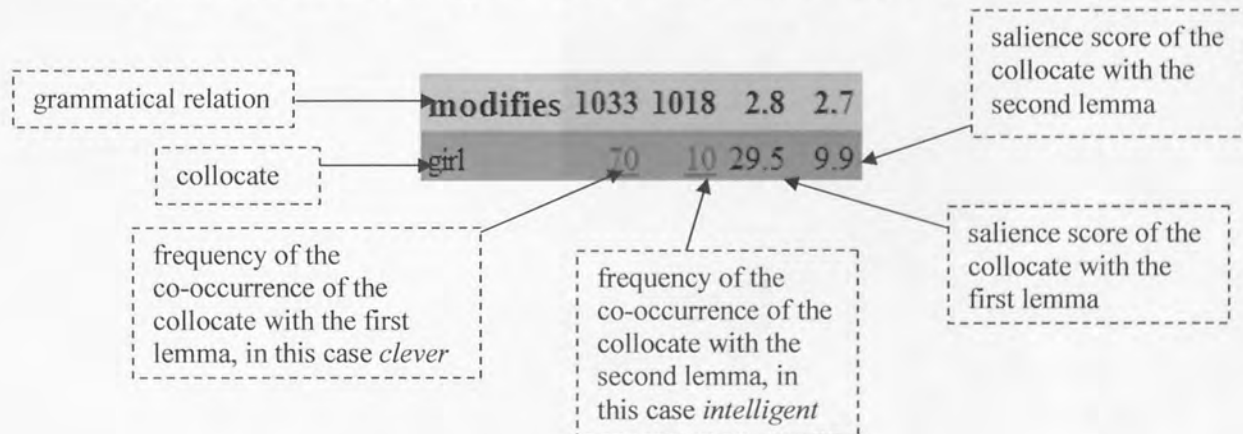 grammatical relation
modifies 1033 1018 2.8 2.7
girl 70 10 29.5 9.9
collocate
salience score of the
collocate with the
second lemma
salience score of the
collocate with the
first lemma
frequency of the
co-occurrence of the
collocate with the first
lemma, in this case clever
frequency of the
co-occurrence of the
collocate with the
second lemma, in
this case intelligent